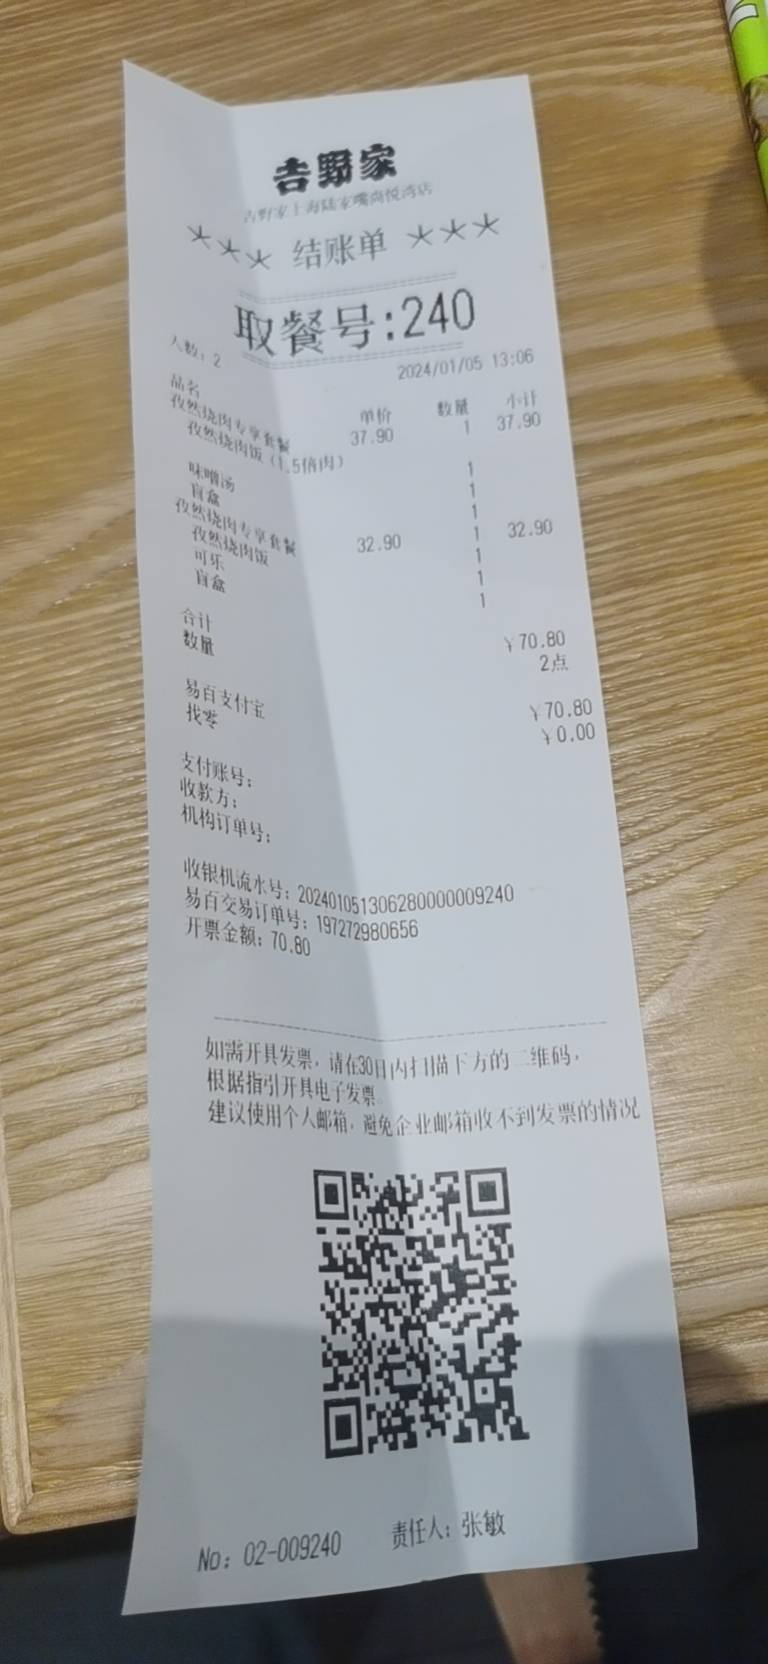 吉野家
吉野家上海陆家嘴尚悦湾店
*** 结账单 ***
取餐号:240
人数: 2
2024/01/05 13:06
品名 单价 数量 小计
孜然烧肉专享套餐 37.90 1 37.90
孜然烧肉饭（1.5倍肉） 1
味噌汤 1
盲盒 1
孜然烧肉专享套餐 32.90 1 32.90
孜然烧肉饭 1
可乐 1
盲盒 1
合计 ¥70.80
数量 2点
易百支付宝 ¥70.80
找零 ¥0.00
支付账号:
收款方:
机构订单号:
收银机流水号: 202401051306280000009240
易百交易订单号: 197272980656
开票金额: 70.80
如需开具发票，请在30日内扫描下方的二维码，
根据指引开具电子发票。
建议使用个人邮箱，避免企业邮箱收不到发票的情况
No: 02-009240 责任人: 张敏